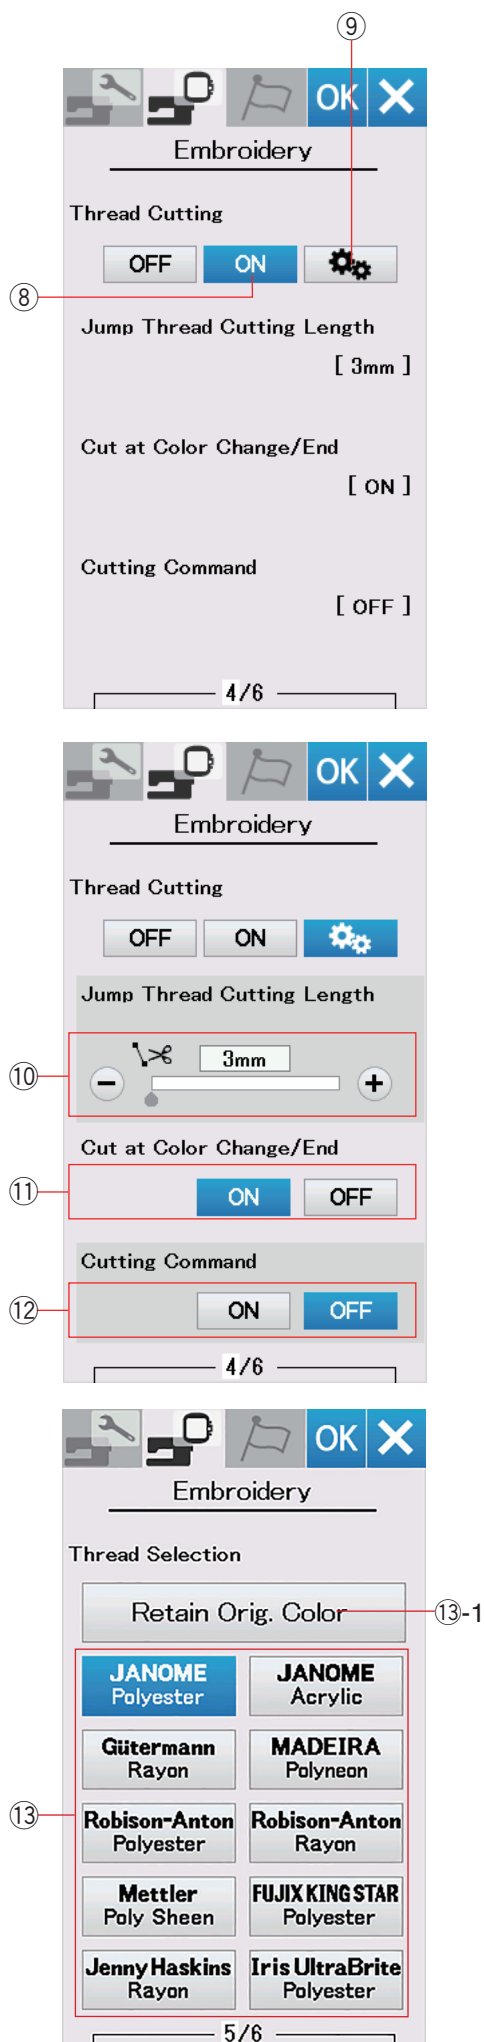 ⑨
OK
Embroidery
Thread Cutting
OFF ON
⑧
Jump Thread Cutting Length
[ 3mm ]
Cut at Color Change/End
[ ON ]
Cutting Command
[ OFF ]
4/6
OK
Embroidery
Thread Cutting
OFF ON
Jump Thread Cutting Length
3mm
⑩ − +
Cut at Color Change/End
⑪ ON OFF
Cutting Command
⑫ ON OFF
4/6
OK
Embroidery
Thread Selection
Retain Orig. Color ⑬-1
JANOME JANOME
Polyester Acrylic
Gütermann MADEIRA
Rayon Polyneon
⑬ Robison-Anton Robison-Anton
Polyester Rayon
Mettler FUJIX KING STAR
Poly Sheen Polyester
Jenny Haskins Iris UltraBrite
Rayon Polyester
5/6